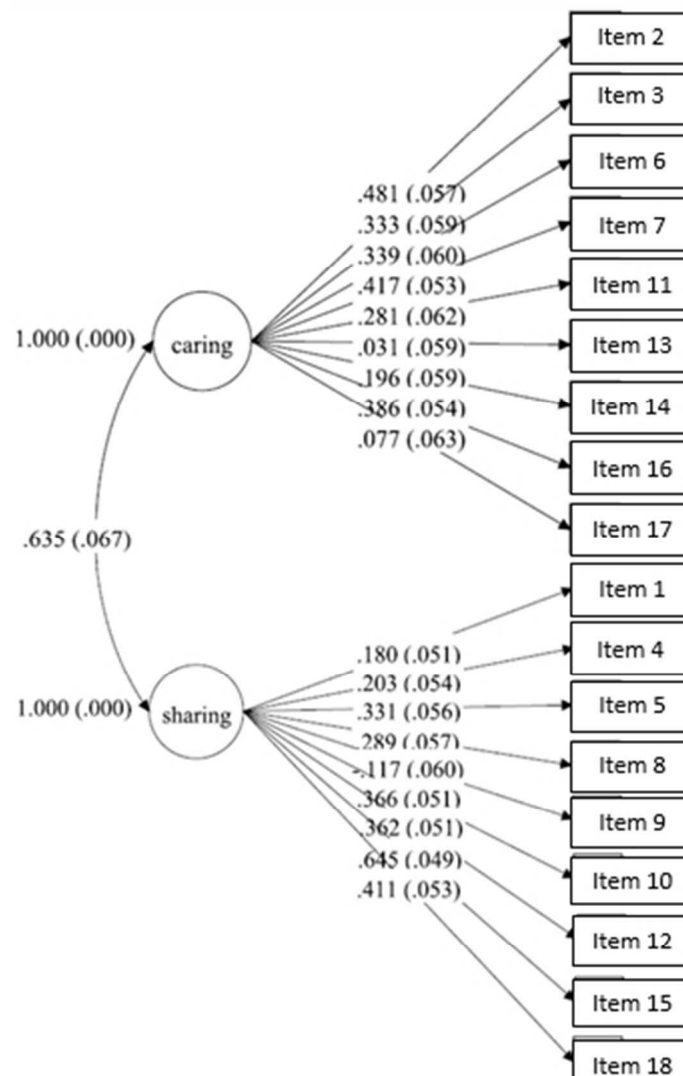 Item 2
Item 3
Item 6
Item 7
Item 11
Item 13
Item 14
Item 16
Item 17
.481 (.057)
.333 (.059)
.339 (.060)
.417 (.053)
.281 (.062)
.031 (.059)
.196 (.059)
.386 (.054)
.077 (.063)
1.000 (.000)
caring
.635 (.067)
1.000 (.000)
sharing
.180 (.051)
.203 (.054)
.331 (.056)
.289 (.057)
-.117 (.060)
.366 (.051)
.362 (.051)
.645 (.049)
.411 (.053)
Item 1
Item 4
Item 5
Item 8
Item 9
Item 10
Item 12
Item 15
Item 18